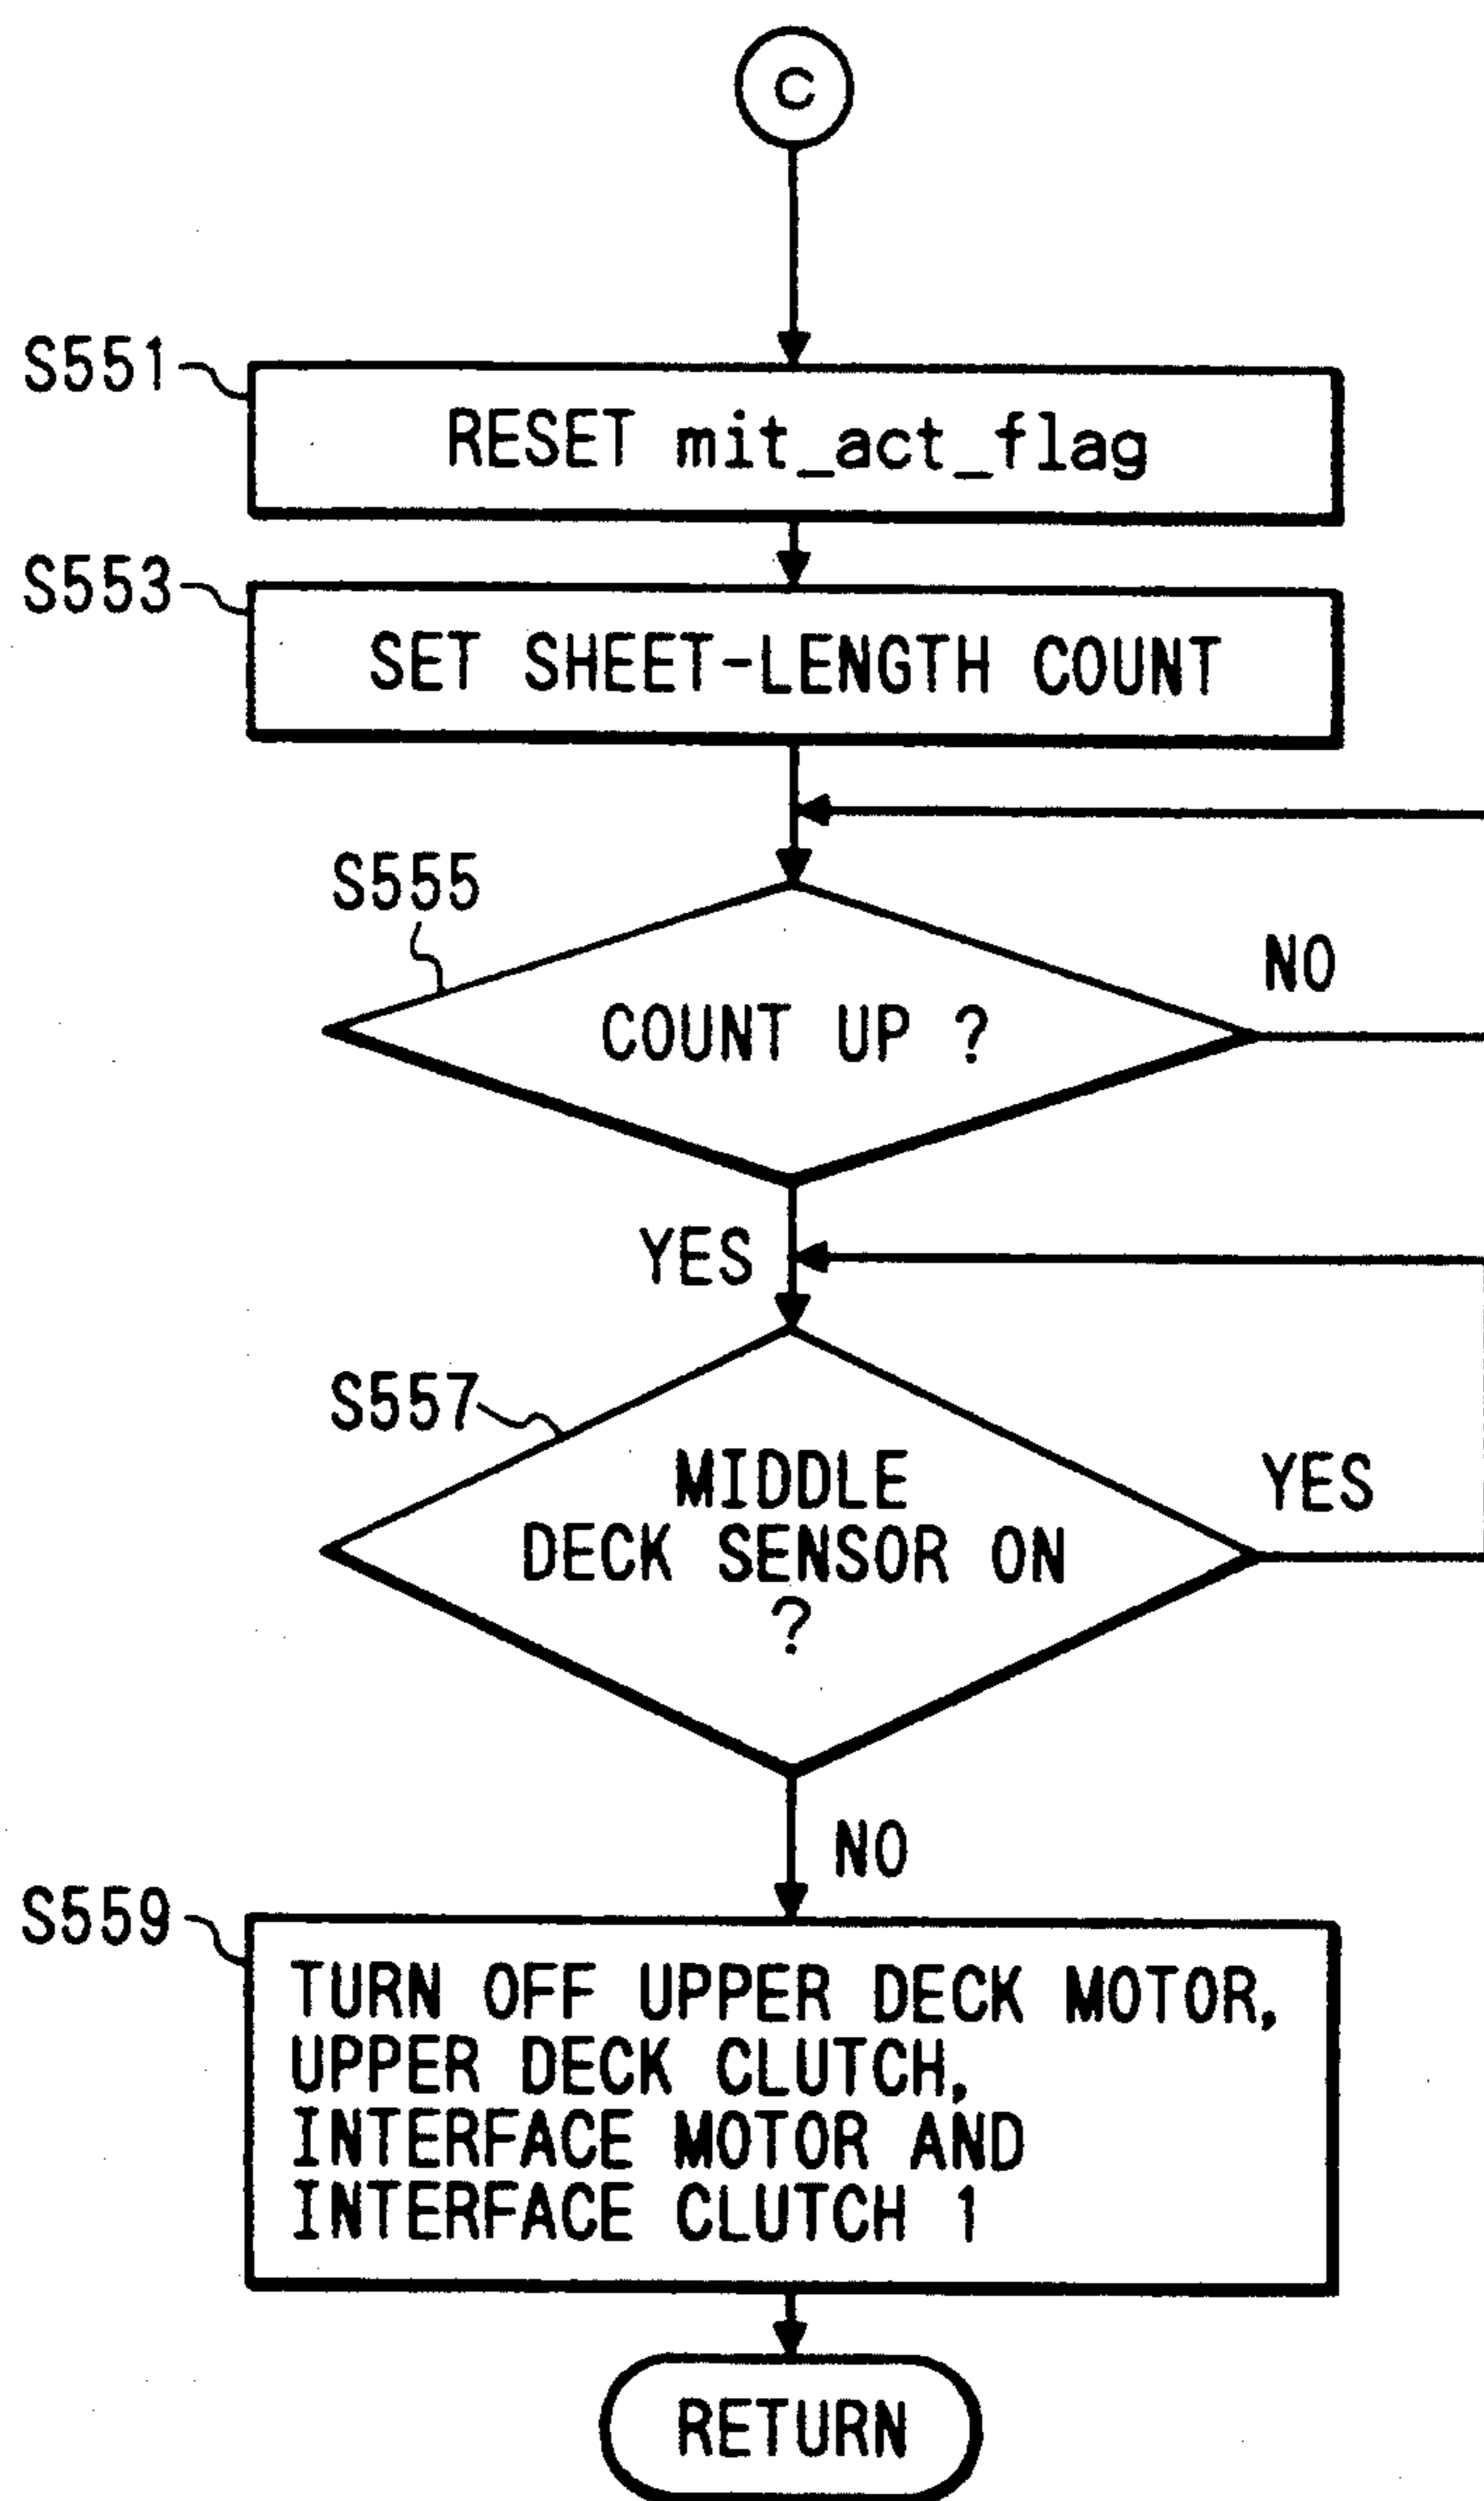 C
S551
RESET mit_act_flag
S553
SET SHEET-LENGTH COUNT
S555
NO
COUNT UP ?
YES
S557
MIDDLE
DECK SENSOR ON
?
YES
NO
S559
TURN OFF UPPER DECK MOTOR,
UPPER DECK CLUTCH,
INTERFACE MOTOR AND
INTERFACE CLUTCH 1
RETURN